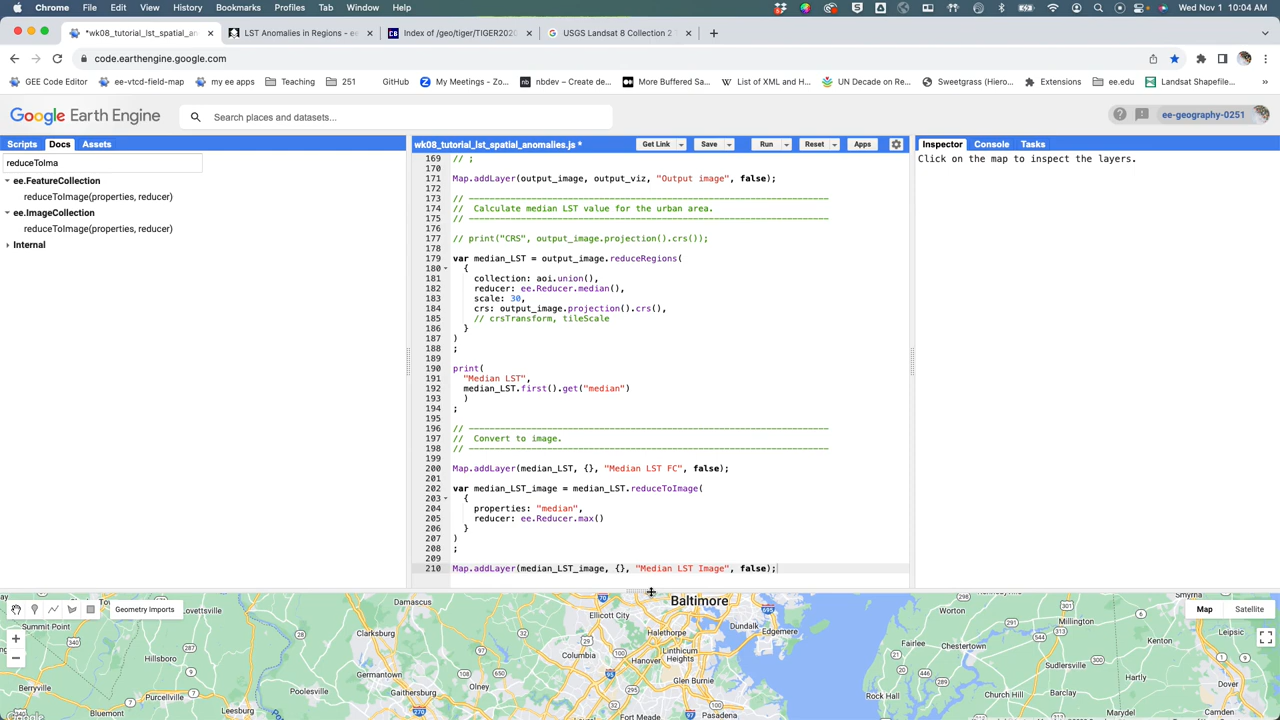 Chrome File Edit View History Bookmarks Profiles Tab Window Help
Wed Nov 1 10:04 AM
*wk08_tutorial_lst_spatial_an
LST Anomalies in Regions - ee
Index of /geo/tiger/TIGER2020
USGS Landsat 8 Collection 2
code.earthengine.google.com
GEE Code Editor ee-vtcd-field-map my ee apps Teaching 251 GitHub My Meetings - Zo... nbdev – Create de... More Buffered Sa... List of XML and H... UN Decade on Re... Sweetgrass (Hiero... Extensions ee.edu Landsat Shapefile... »
Google Earth Engine
Search places and datasets...
ee-geography-0251
Scripts Docs Assets
reduceToIma
ee.FeatureCollection
reduceToImage(properties, reducer)
ee.ImageCollection
reduceToImage(properties, reducer)
Internal
wk08_tutorial_lst_spatial_anomalies.js *
Get Link Save Run Reset Apps
169 // ;
170
171 Map.addLayer(output_image, output_viz, "Output image", false);
172
173 // ---------------------------------------------------------------------
174 // Calculate median LST value for the urban area.
175 // ---------------------------------------------------------------------
176
177 // print("CRS", output_image.projection().crs());
178
179 var median_LST = output_image.reduceRegions(
180 {
181 collection: aoi.union(),
182 reducer: ee.Reducer.median(),
183 scale: 30,
184 crs: output_image.projection().crs(),
185 // crsTransform, tileScale
186 }
187 )
188 ;
189
190 print(
191 "Median LST",
192 median_LST.first().get("median")
193 )
194 ;
195
196 // ---------------------------------------------------------------------
197 // Convert to image.
198 // ---------------------------------------------------------------------
199
200 Map.addLayer(median_LST, {}, "Median LST FC", false);
201
202 var median_LST_image = median_LST.reduceToImage(
203 {
204 properties: "median",
205 reducer: ee.Reducer.max()
206 }
207 )
208 ;
209
210 Map.addLayer(median_LST_image, {}, "Median LST Image", false);
Inspector Console Tasks
Click on the map to inspect the layers.
Geometry Imports
Map Satellite
Summit Point
Lovettsville
Damascus
Ellicott City
Baltimore
Dundalk
Edgemere
Smyrna
Worton
Leipsic
Clarksburg
Halethorpe
Fairlee
Chestertown
Kenton
Hillsboro
Columbia
Linthicum Heights
Hanover
Sudlersville
Germantown
Hartly
Dover
Berryville
Purcellville
Poolesville
Gaithersburg
Olney
Glen Burnie
Rock Hall
Church Hill
Barclay
Bluemont
Leesburg
Laurel
Fort Meade
Pasadena
Marydel
Camden